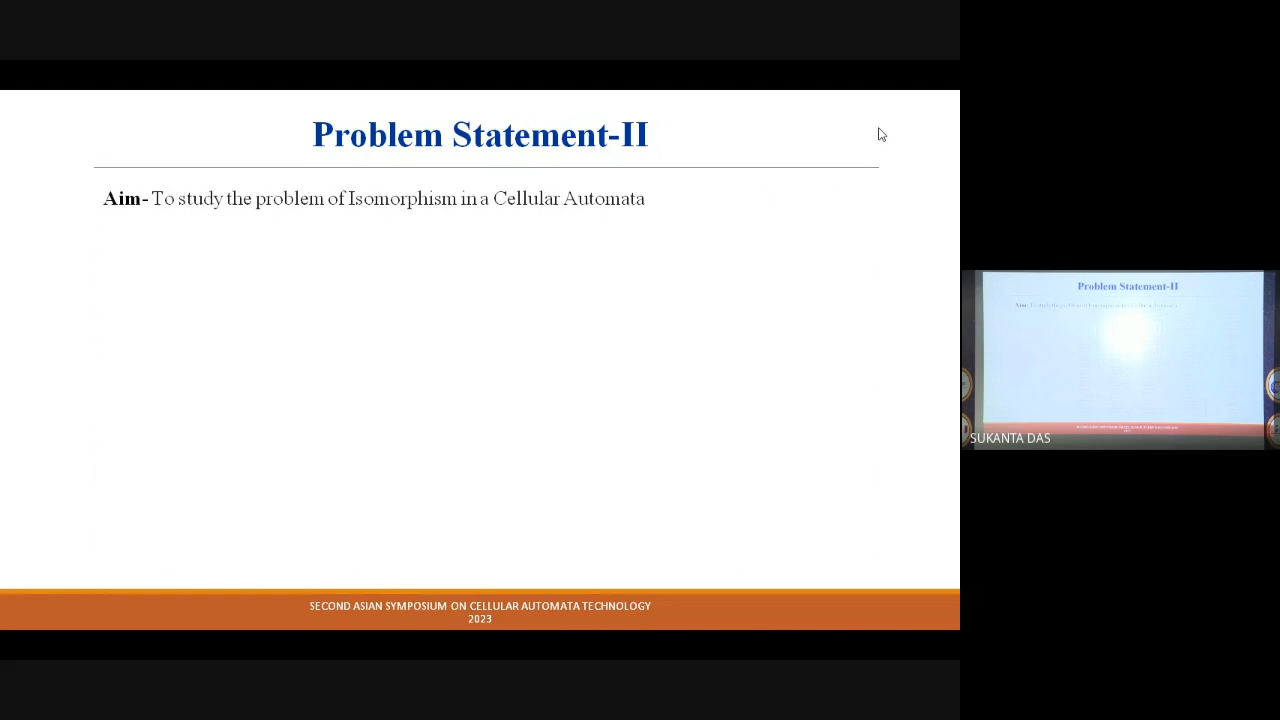 Problem Statement-II
Aim- To study the problem of Isomorphism in a Cellular Automata
SECOND ASIAN SYMPOSIUM ON CELLULAR AUTOMATA TECHNOLOGY
2023
Problem Statement-II
SUKANTA DAS